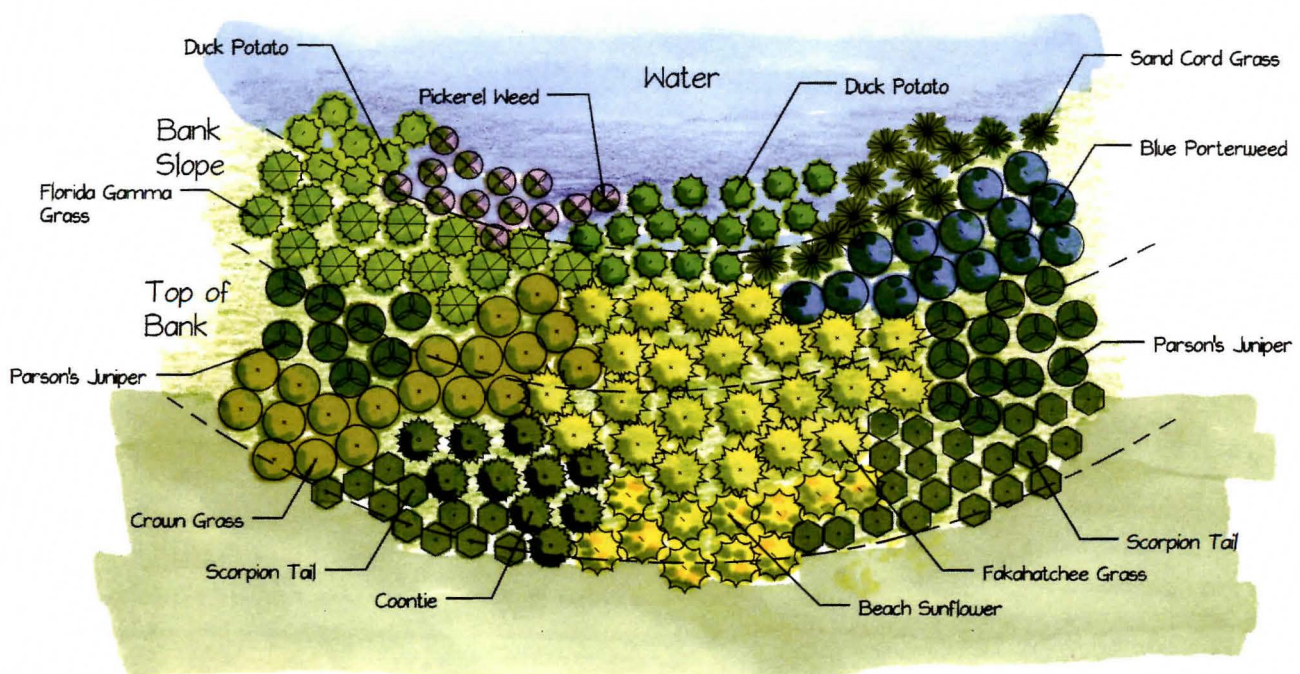 Duck Potato
Water
Sand Cord Grass
Pickerel Weed
Duck Potato
Bank
Slope
Blue Porterweed
Florida Gamma
Grass
Top of
Bank
Parson's Juniper
Parson's Juniper
Crown Grass
Scorpion Tail
Scorpion Tail
Fakahatchee Grass
Coontie
Beach Sunflower